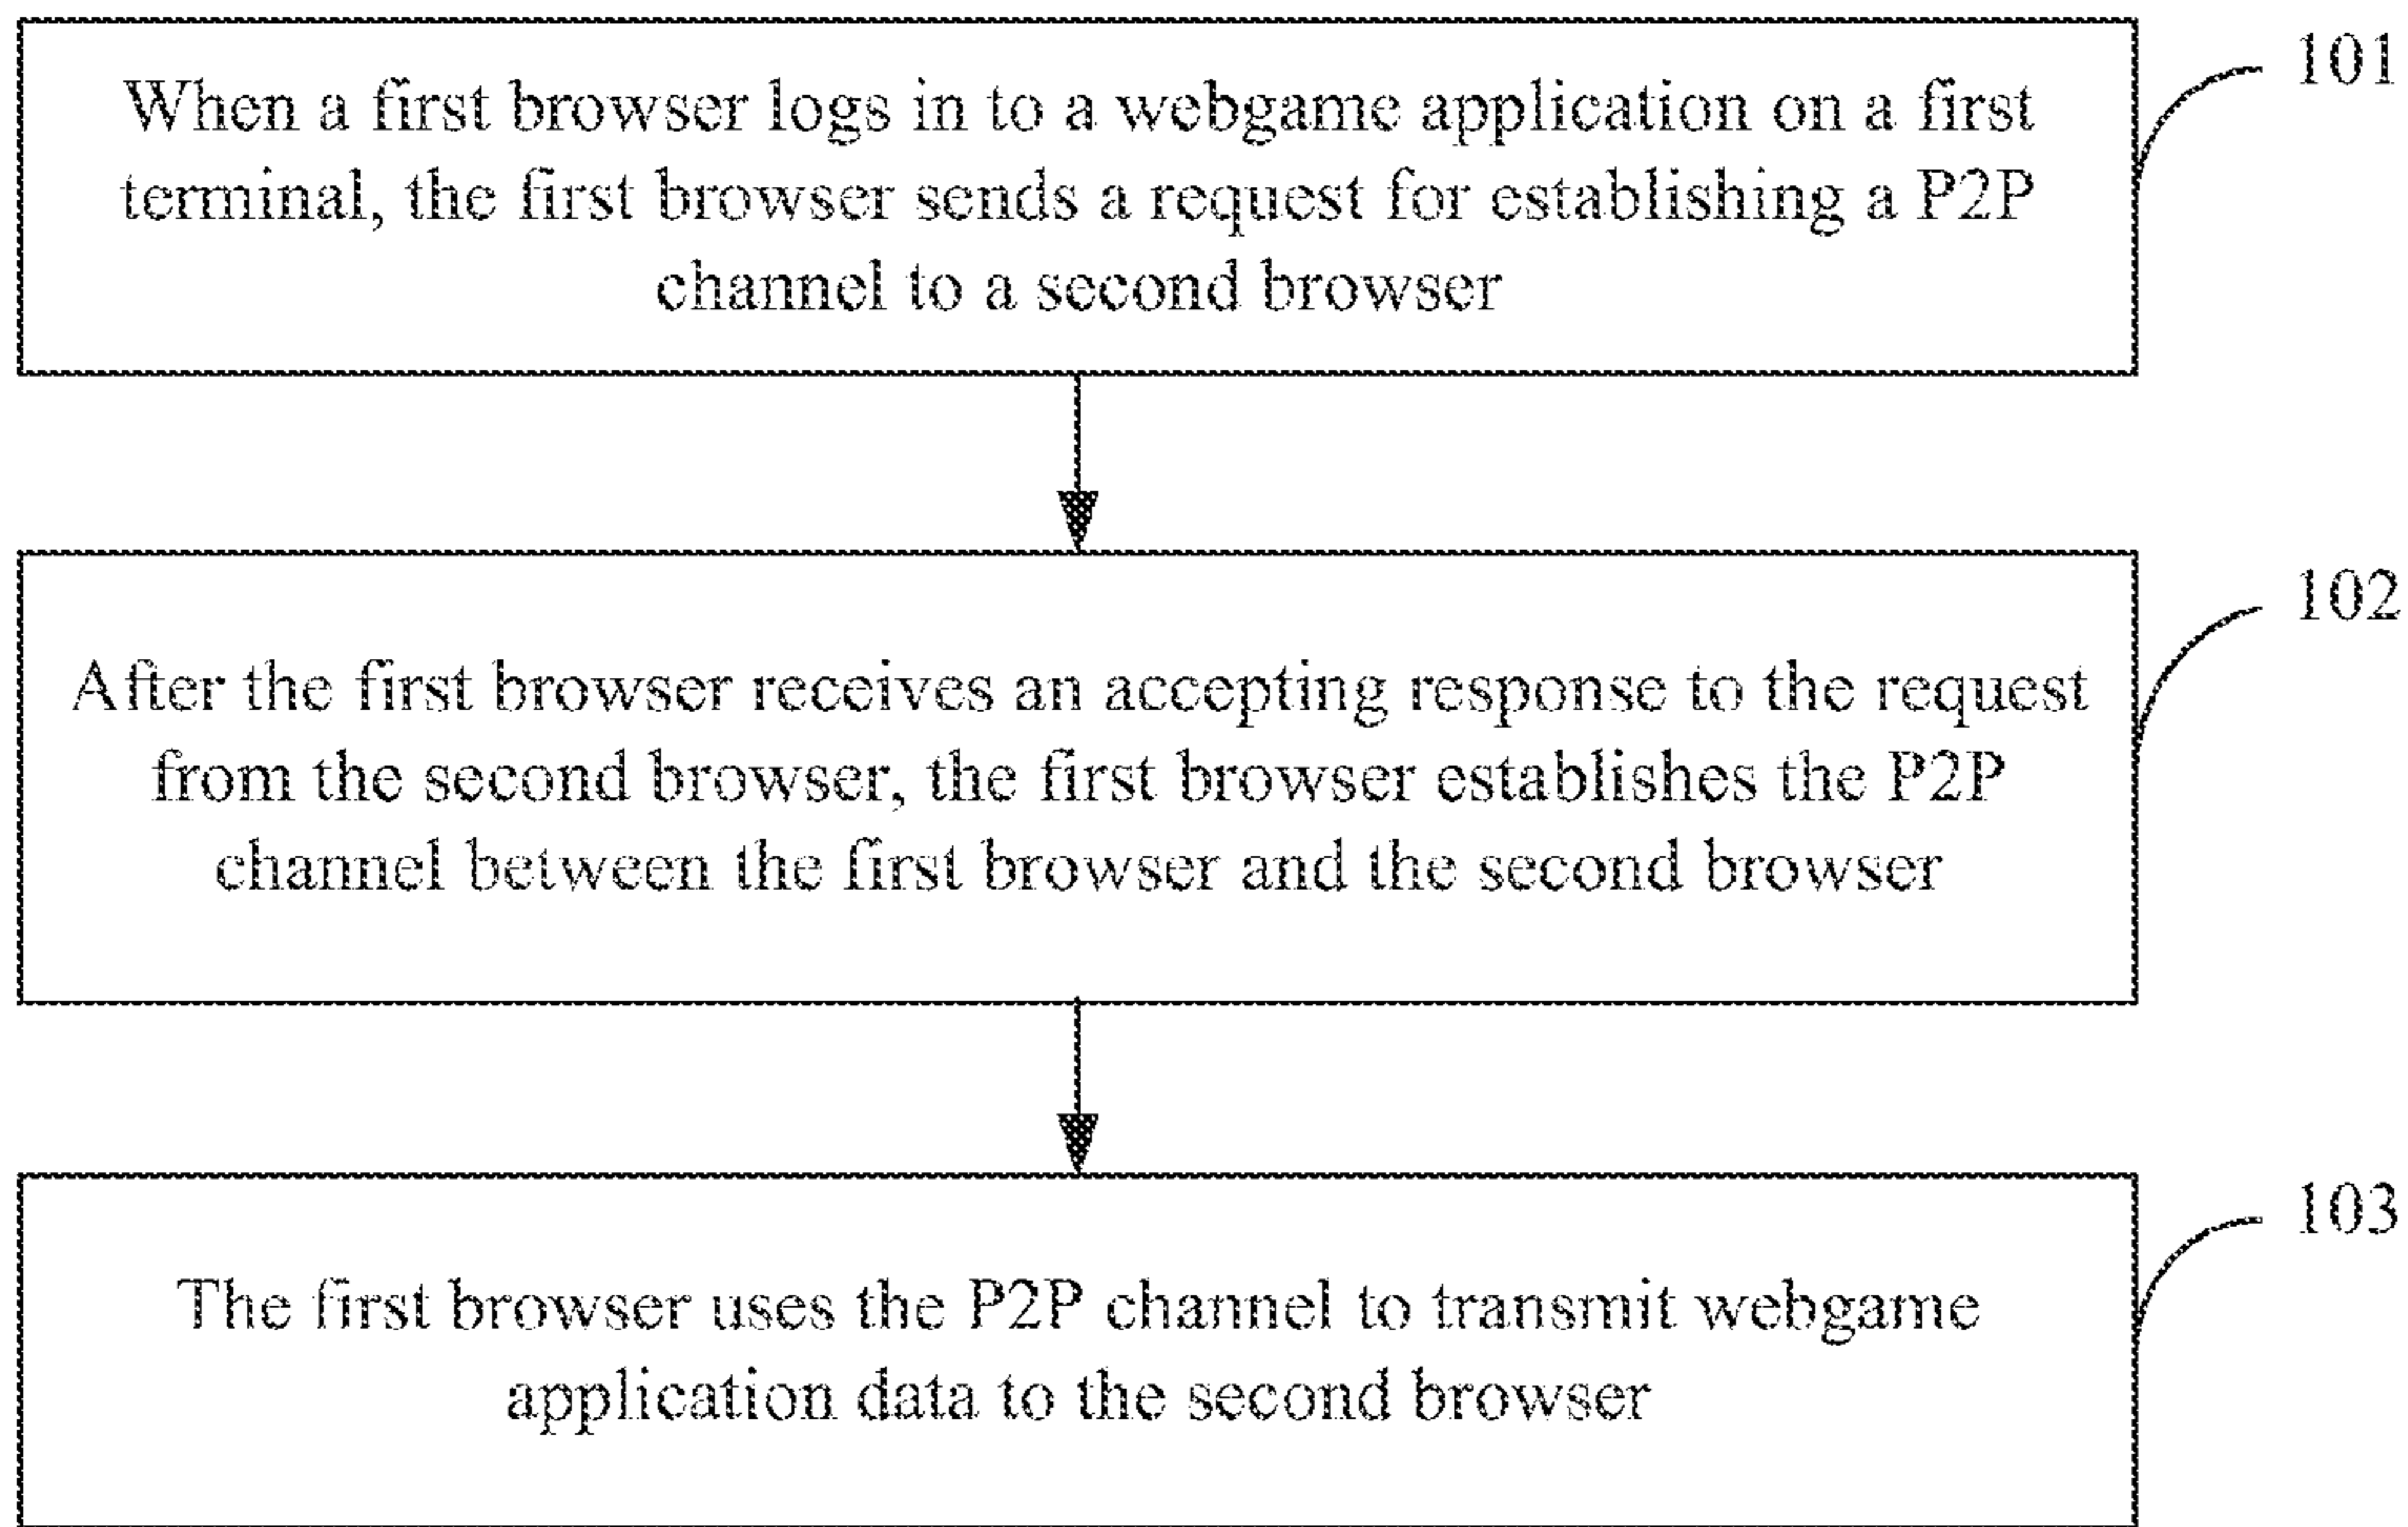 When a first browser logs in to a webgame application on a first
terminal, the first browser sends a request for establishing a P2P
channel to a second browser
101
After the first browser receives an accepting response to the request
from the second browser, the first browser establishes the P2P
channel between the first browser and the second browser
102
The first browser uses the P2P channel to transmit webgame
application data to the second browser
103